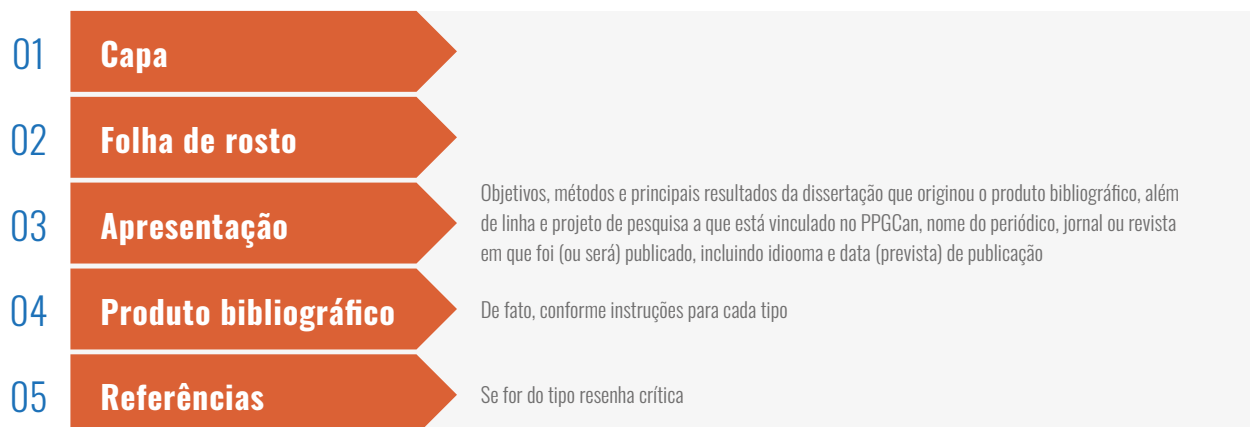 01 Capa
02 Folha de rosto
03 Apresentação
Objetivos, métodos e principais resultados da dissertação que originou o produto bibliográfico, além
de linha e projeto de pesquisa a que está vinculado no PPGCan, nome do periódico, jornal ou revista
em que foi (ou será) publicado, incluindo idiooma e data (prevista) de publicação
04 Produto bibliográfico
De fato, conforme instruções para cada tipo
05 Referências
Se for do tipo resenha crítica